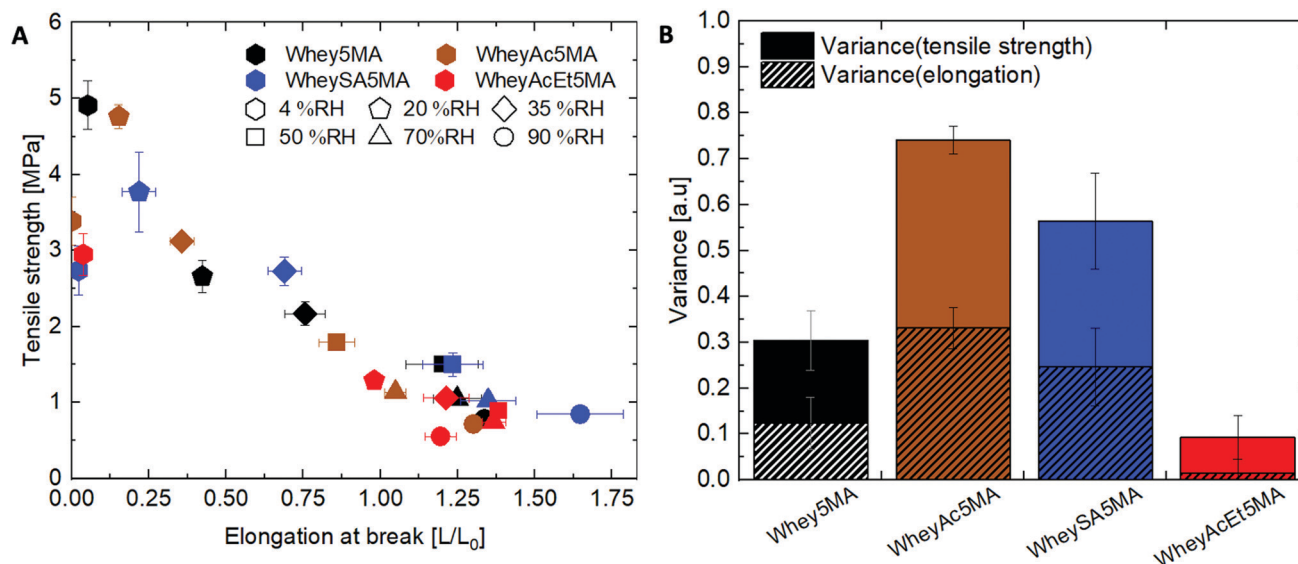 A
Tensile strength [MPa]
6
5
4
3
2
1
0
Whey5MA WheyAc5MA
WheySA5MA WheyAcEt5MA
4 %RH 20 %RH 35 %RH
50 %RH 70%RH 90 %RH
0.00 0.25 0.50 0.75 1.00 1.25 1.50 1.75
Elongation at break [L/L₀]
B
Variance [a.u]
1.0
0.9
0.8
0.7
0.6
0.5
0.4
0.3
0.2
0.1
0.0
Variance(tensile strength)
Variance(elongation)
Whey5MA WheyAc5MA WheySA5MA WheyAcEt5MA